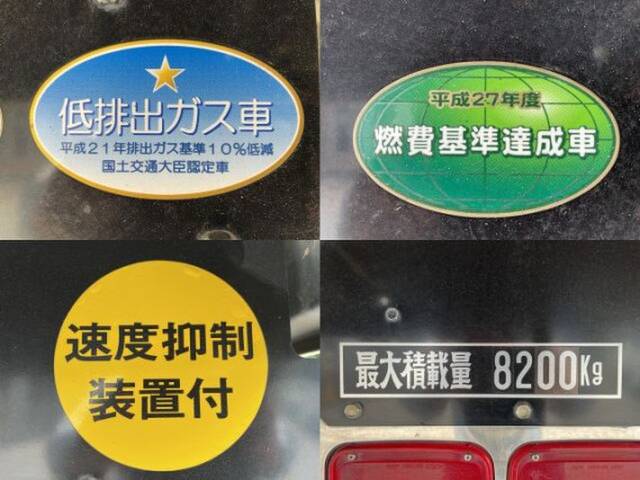 低排出ガス車
平成21年排出ガス基準10%低減
国土交通大臣認定車
平成27年度
燃費基準達成車
速度抑制
装置付
最大積載量 8200Kg